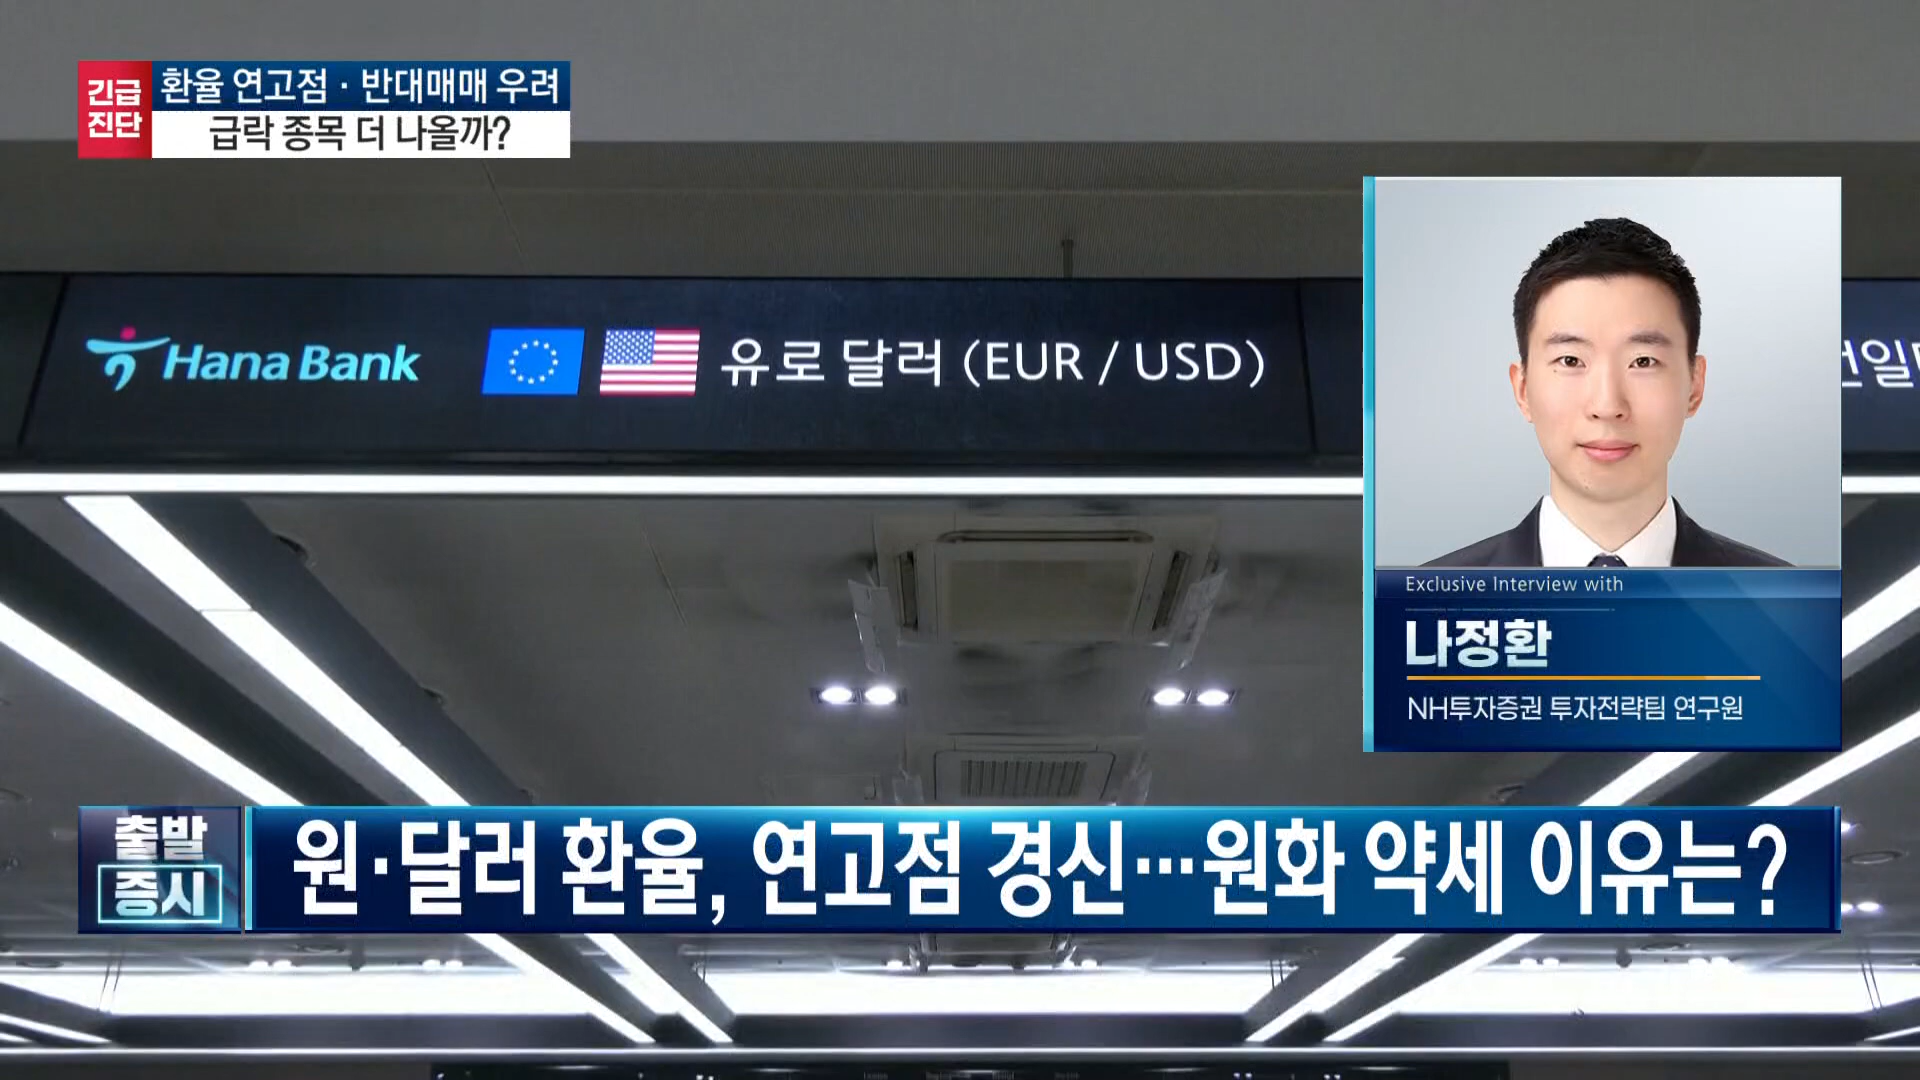 긴급
진단
환율 연고점 · 반대매매 우려
급락 종목 더 나올까?
Hana Bank
유로 달러 (EUR / USD)
Exclusive Interview with
나정환
NH투자증권 투자전략팀 연구원
출발
증시
원·달러 환율, 연고점 경신…원화 약세 이유는?